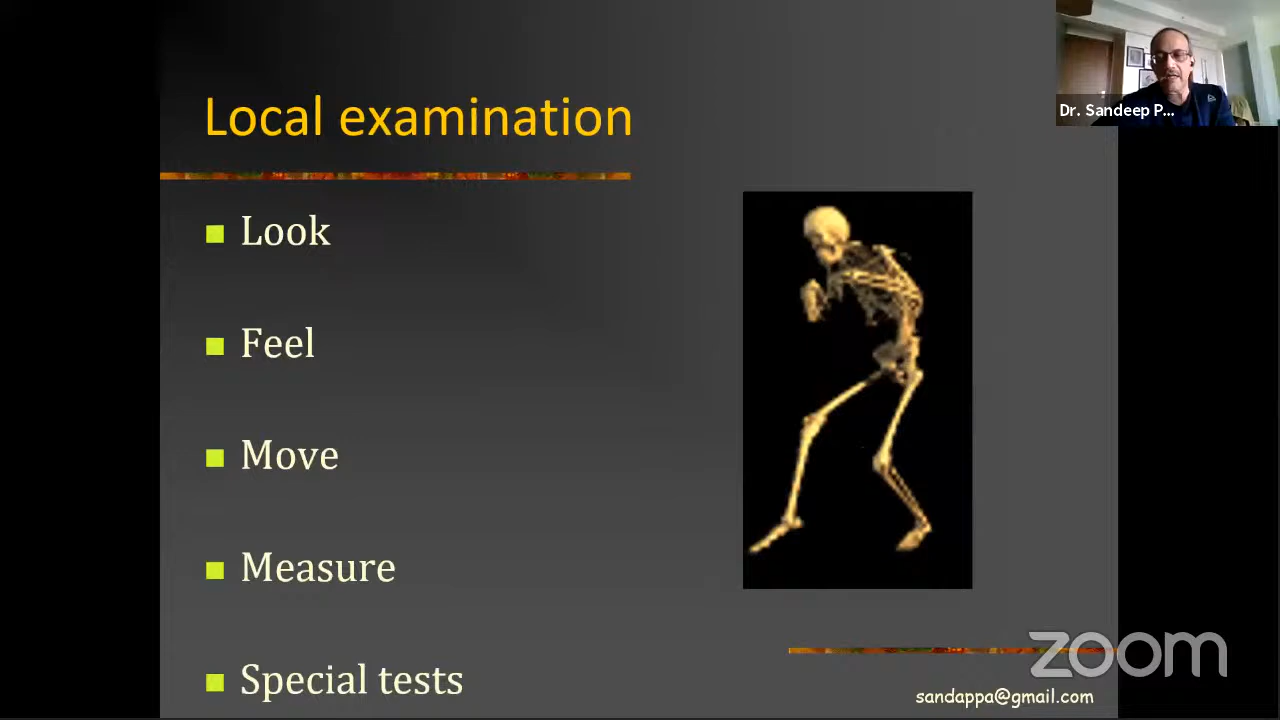 Local examination
Dr. Sandeep P...
Look
Feel
Move
Measure
Special tests
zoom
sandappa@gmail.com